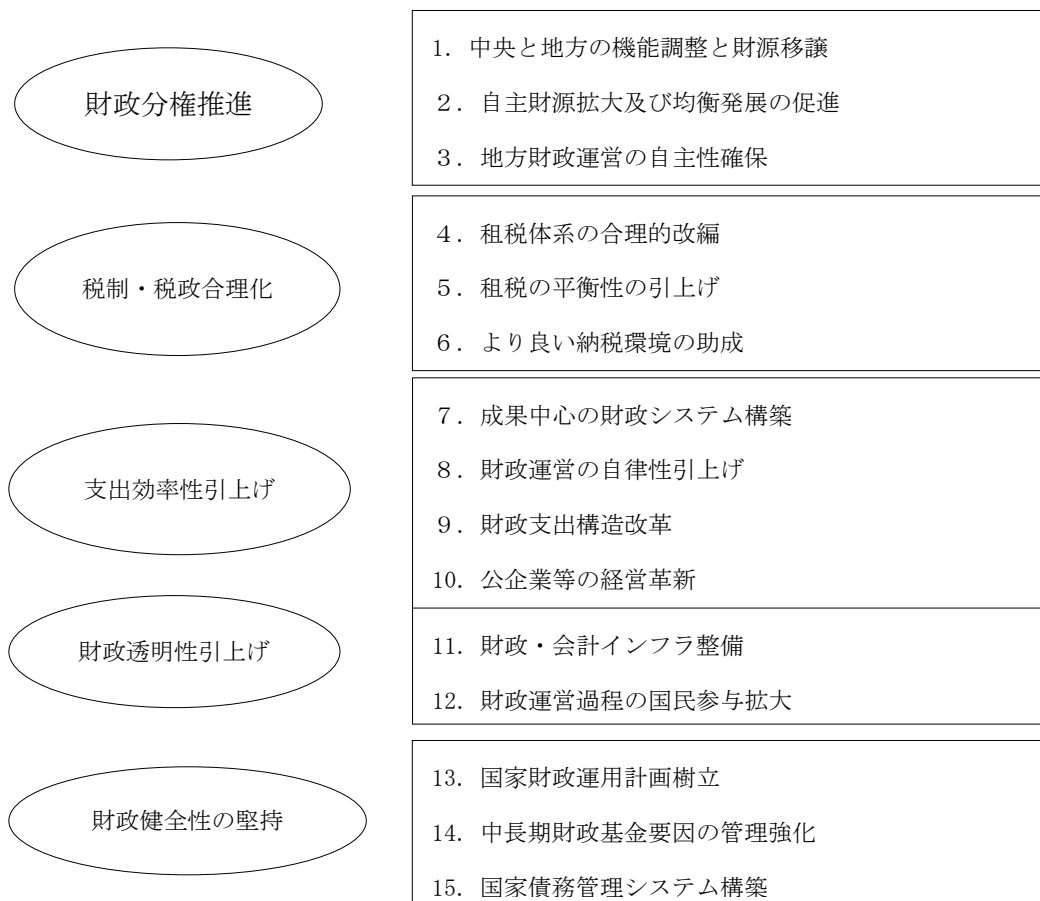 財政分権推進
1. 中央と地方の機能調整と財源移譲
２. 自主財源拡大及び均衡発展の促進
３. 地方財政運営の自主性確保
税制・税政合理化
４. 租税体系の合理的改編
５. 租税の平衡性の引上げ
６. より良い納税環境の助成
支出効率性引上げ
７. 成果中心の財政システム構築
８. 財政運営の自律性引上げ
９. 財政支出構造改革
10. 公企業等の経営革新
財政透明性引上げ
11. 財政・会計インフラ整備
12. 財政運営過程の国民参与拡大
財政健全性の堅持
13. 国家財政運用計画樹立
14. 中長期財政基金要因の管理強化
15. 国家債務管理システム構築